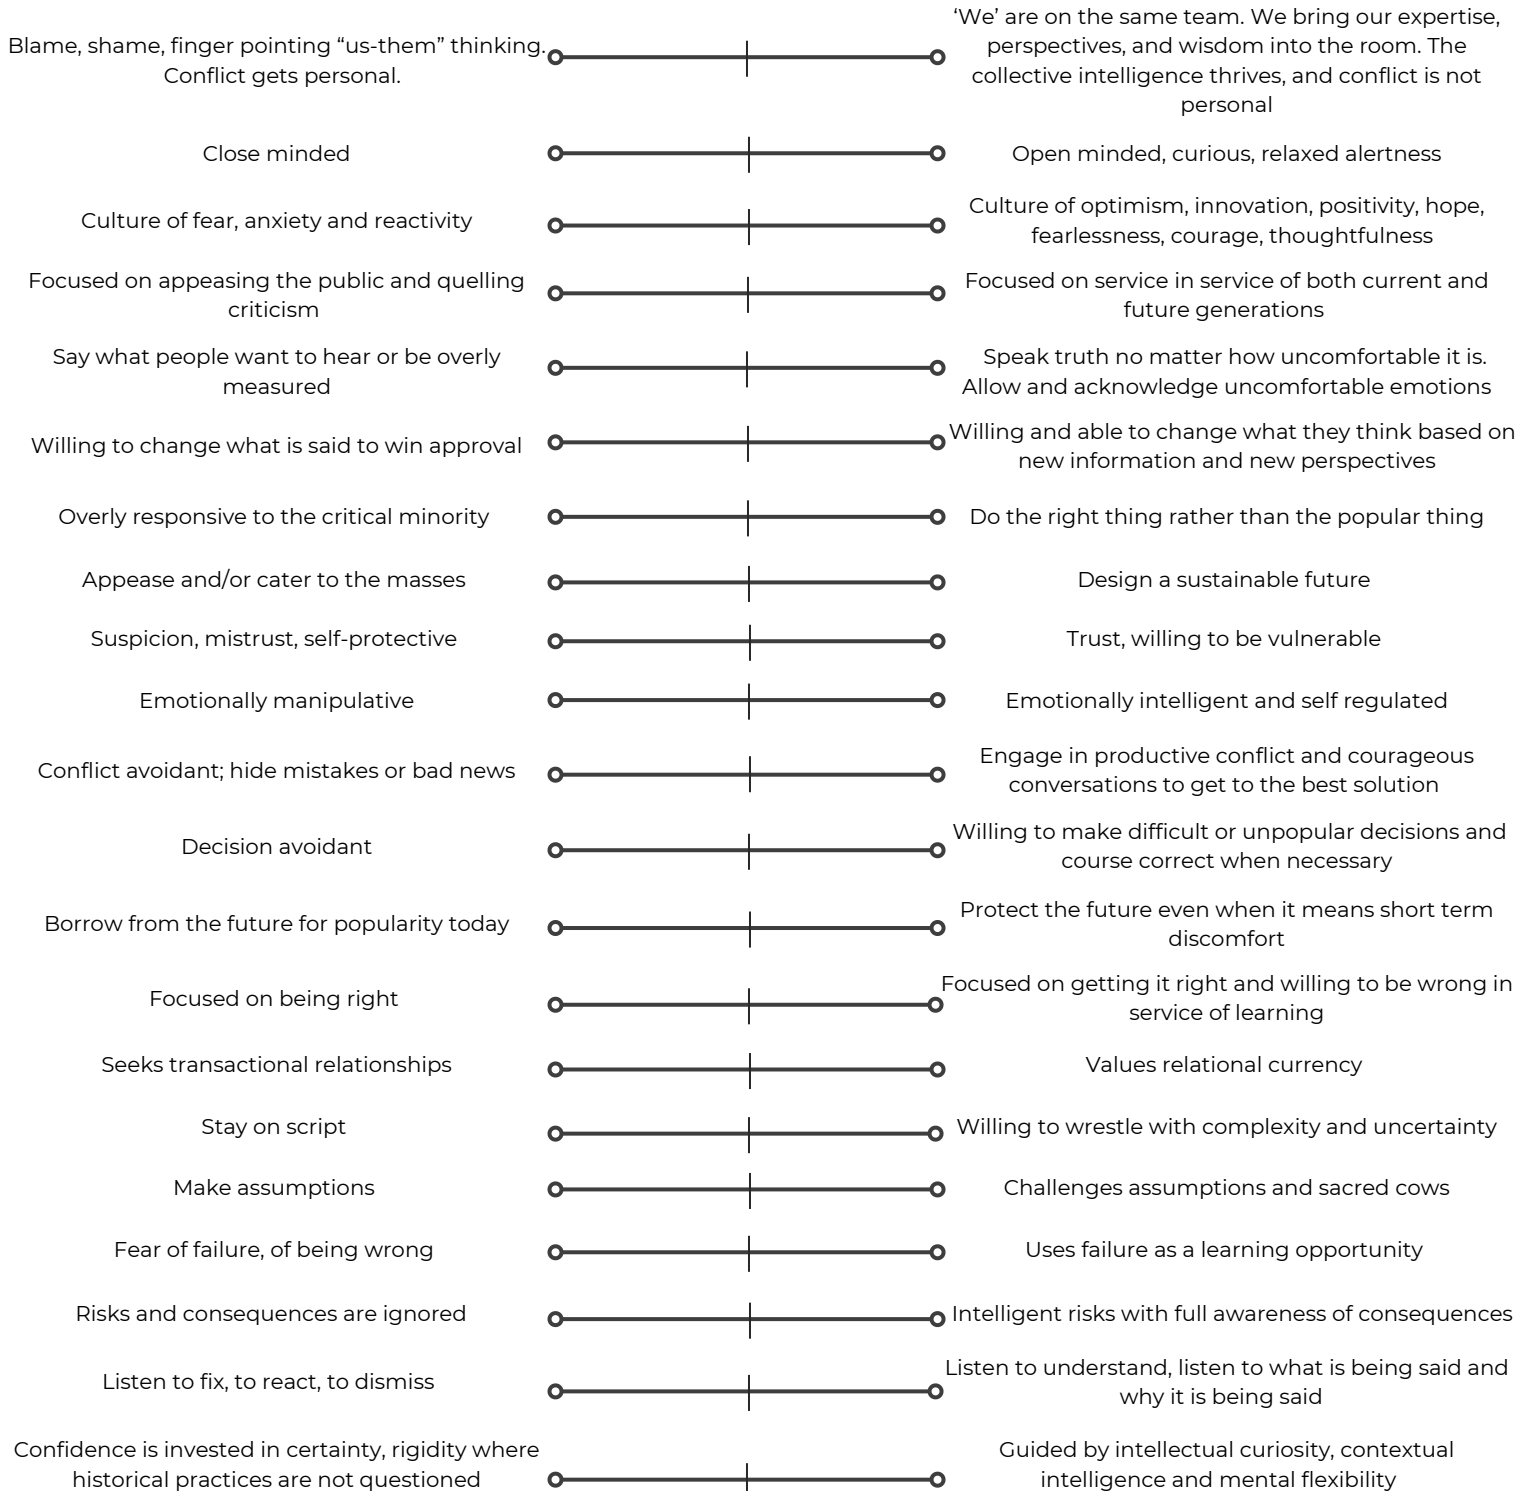 Blame, shame, finger pointing “us-them” thinking.
Conflict gets personal.
‘We’ are on the same team. We bring our expertise,
perspectives, and wisdom into the room. The
collective intelligence thrives, and conflict is not
personal
Close minded
Open minded, curious, relaxed alertness
Culture of fear, anxiety and reactivity
Culture of optimism, innovation, positivity, hope,
fearlessness, courage, thoughtfulness
Focused on appeasing the public and quelling
criticism
Focused on service in service of both current and
future generations
Say what people want to hear or be overly
measured
Speak truth no matter how uncomfortable it is.
Allow and acknowledge uncomfortable emotions
Willing to change what is said to win approval
Willing and able to change what they think based on
new information and new perspectives
Overly responsive to the critical minority
Do the right thing rather than the popular thing
Appease and/or cater to the masses
Design a sustainable future
Suspicion, mistrust, self-protective
Trust, willing to be vulnerable
Emotionally manipulative
Emotionally intelligent and self regulated
Conflict avoidant; hide mistakes or bad news
Engage in productive conflict and courageous
conversations to get to the best solution
Decision avoidant
Willing to make difficult or unpopular decisions and
course correct when necessary
Borrow from the future for popularity today
Protect the future even when it means short term
discomfort
Focused on being right
Focused on getting it right and willing to be wrong in
service of learning
Seeks transactional relationships
Values relational currency
Stay on script
Willing to wrestle with complexity and uncertainty
Make assumptions
Challenges assumptions and sacred cows
Fear of failure, of being wrong
Uses failure as a learning opportunity
Risks and consequences are ignored
Intelligent risks with full awareness of consequences
Listen to fix, to react, to dismiss
Listen to understand, listen to what is being said and
why it is being said
Confidence is invested in certainty, rigidity where
historical practices are not questioned
Guided by intellectual curiosity, contextual
intelligence and mental flexibility